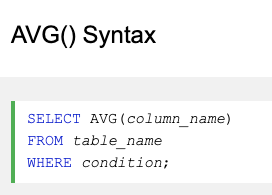 AVG() Syntax
SELECT AVG(column_name)
FROM table_name
WHERE condition;